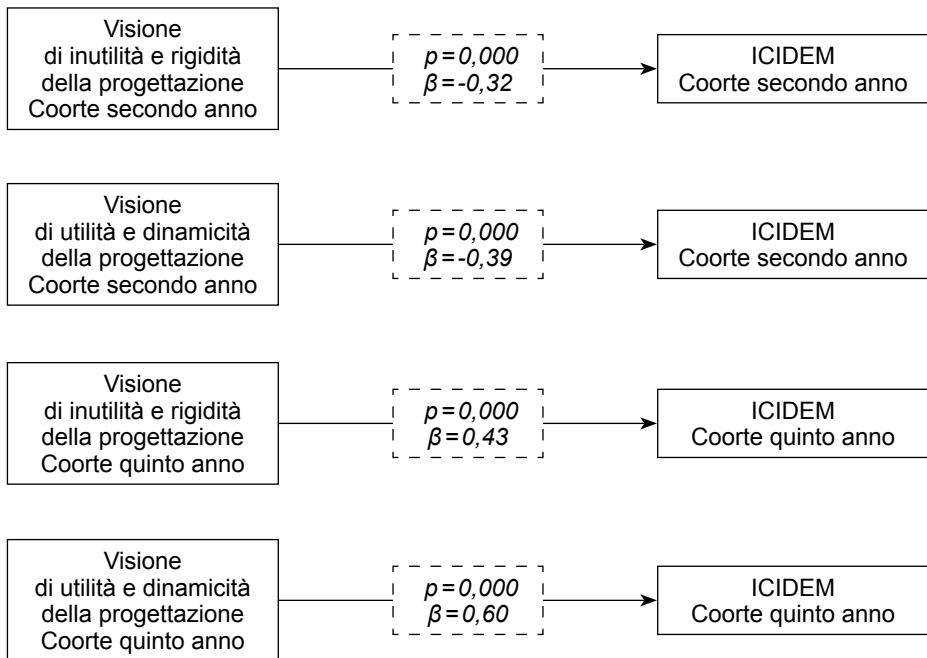 Visione
di inutilità e rigidità
della progettazione
Coorte secondo anno
p=0,000
β=-0,32
ICIDEM
Coorte secondo anno
Visione
di utilità e dinamicità
della progettazione
Coorte secondo anno
p=0,000
β=-0,39
ICIDEM
Coorte secondo anno
Visione
di inutilità e rigidità
della progettazione
Coorte quinto anno
p=0,000
β=0,43
ICIDEM
Coorte quinto anno
Visione
di utilità e dinamicità
della progettazione
Coorte quinto anno
p=0,000
β=0,60
ICIDEM
Coorte quinto anno